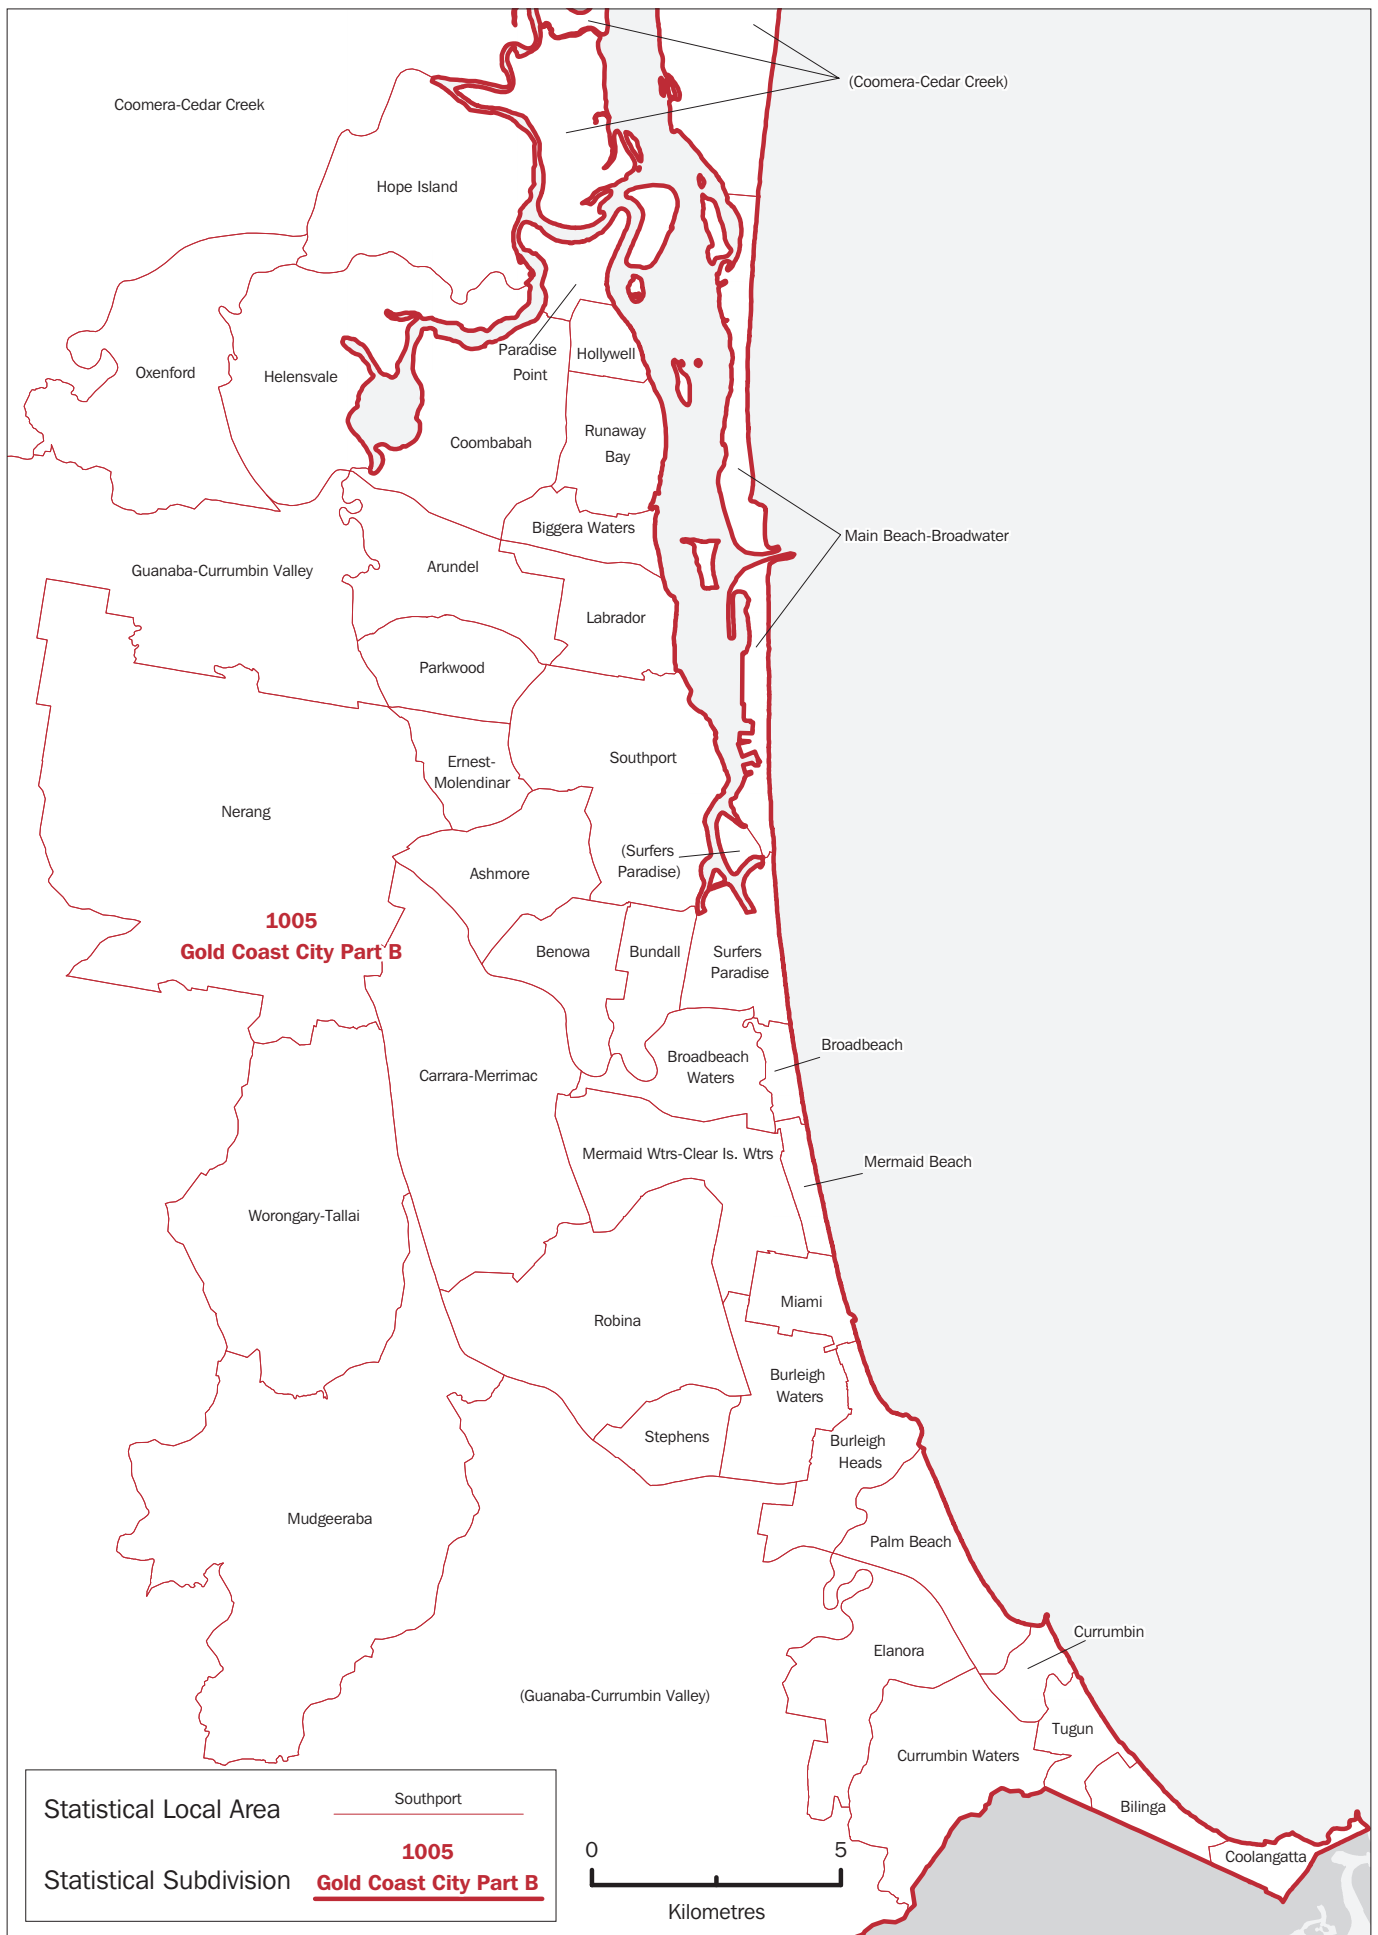 (Coomera-Cedar Creek)
Coomera-Cedar Creek
Hope Island
Paradise
Point
Hollywell
Oxenford
Helensvale
Runaway
Bay
Coombabah
Biggera Waters
Main Beach-Broadwater
Guanaba-Currumbin Valley
Arundel
Labrador
Parkwood
Southport
Ernest-
Molendinar
Nerang
(Surfers
Paradise)
Ashmore
1005
Gold Coast City Part B
Benowa
Bundall
Surfers
Paradise
Broadbeach
Broadbeach
Waters
Carrara-Merrimac
Mermaid Wtrs-Clear Is. Wtrs
Mermaid Beach
Worongary-Tallai
Miami
Robina
Burleigh
Waters
Stephens
Burleigh
Heads
Mudgeeraba
Palm Beach
Currumbin
Elanora
(Guanaba-Currumbin Valley)
Tugun
Currumbin Waters
Bilinga
Coolangatta
Statistical Local Area
Southport
Statistical Subdivision
1005
Gold Coast City Part B
0
5
Kilometres